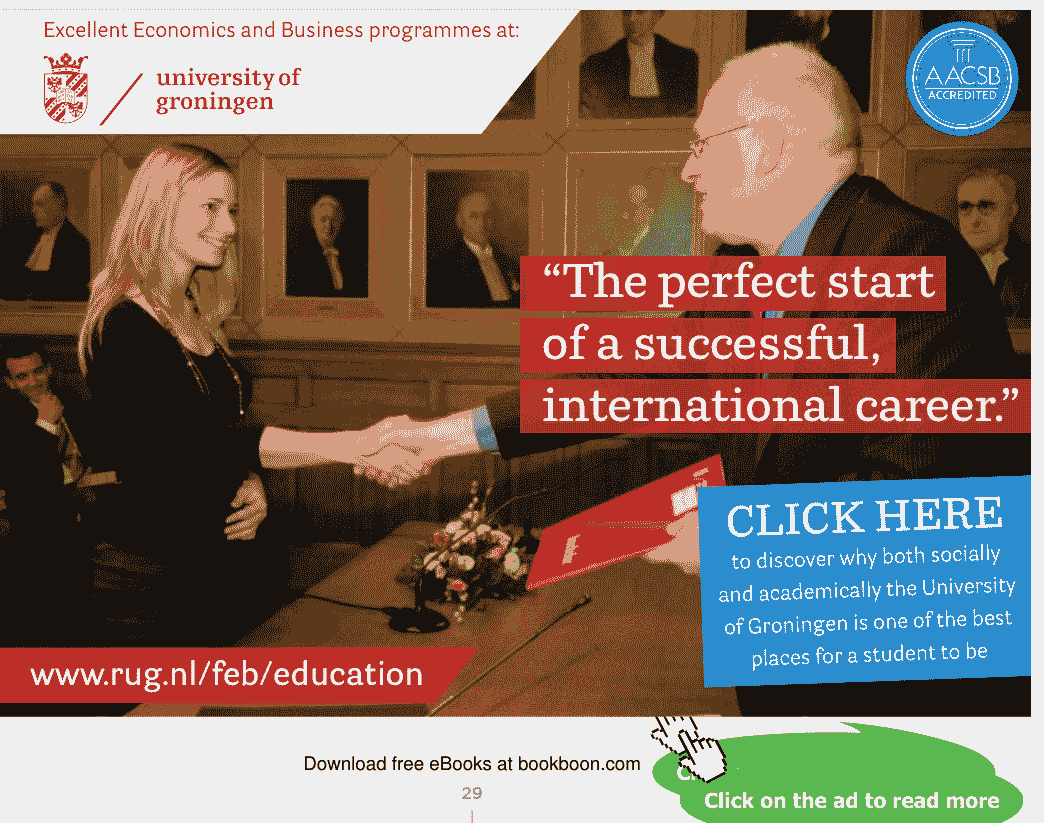 Excellent Economics and Business programmes at:
university of
groningen
AACSB
ACCREDITED
“The perfect start
of a successful,
international career.”
CLICK HERE
to discover why both socially
and academically the University
of Groningen is one of the best
places for a student to be
www.rug.nl/feb/education
Download free eBooks at bookboon.com
29
Click on the ad to read more